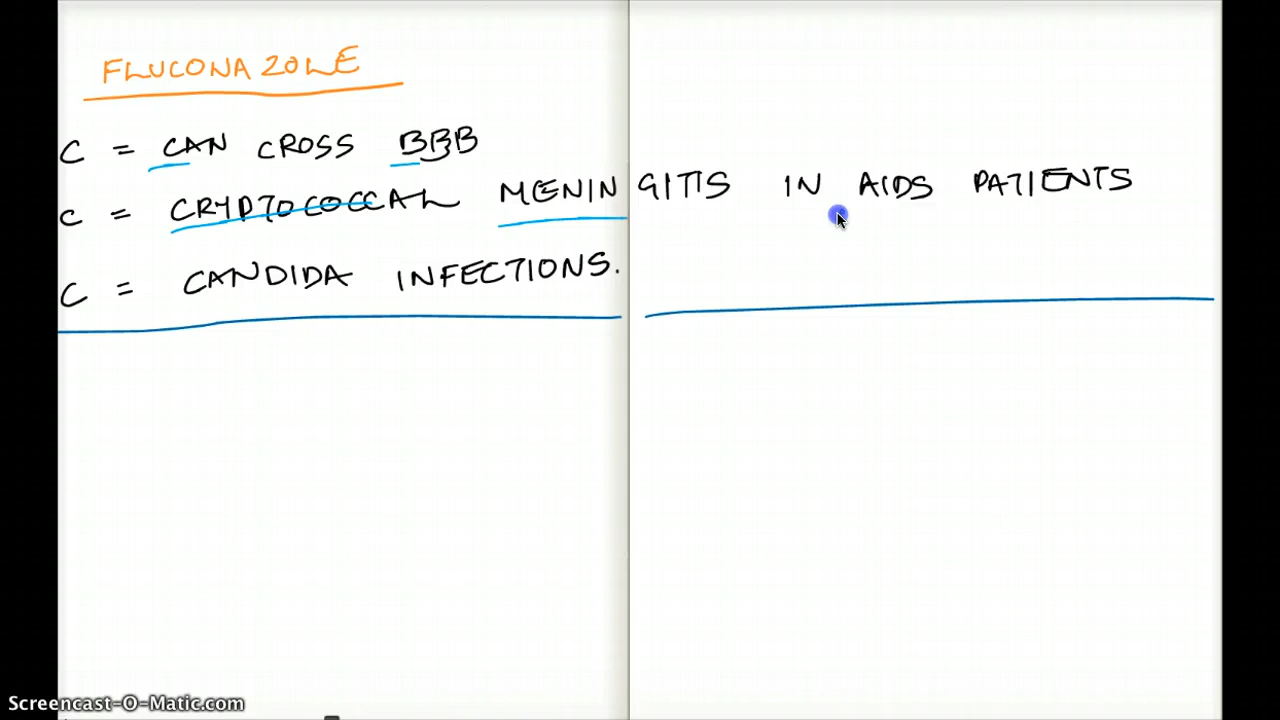 FLUCONAZOLE
C = CAN CROSS BBB
C = CRYPTOCOCCAL MENINGITIS IN AIDS PATIENTS
C = CANDIDA INFECTIONS.
Screencast-O-Matic.com